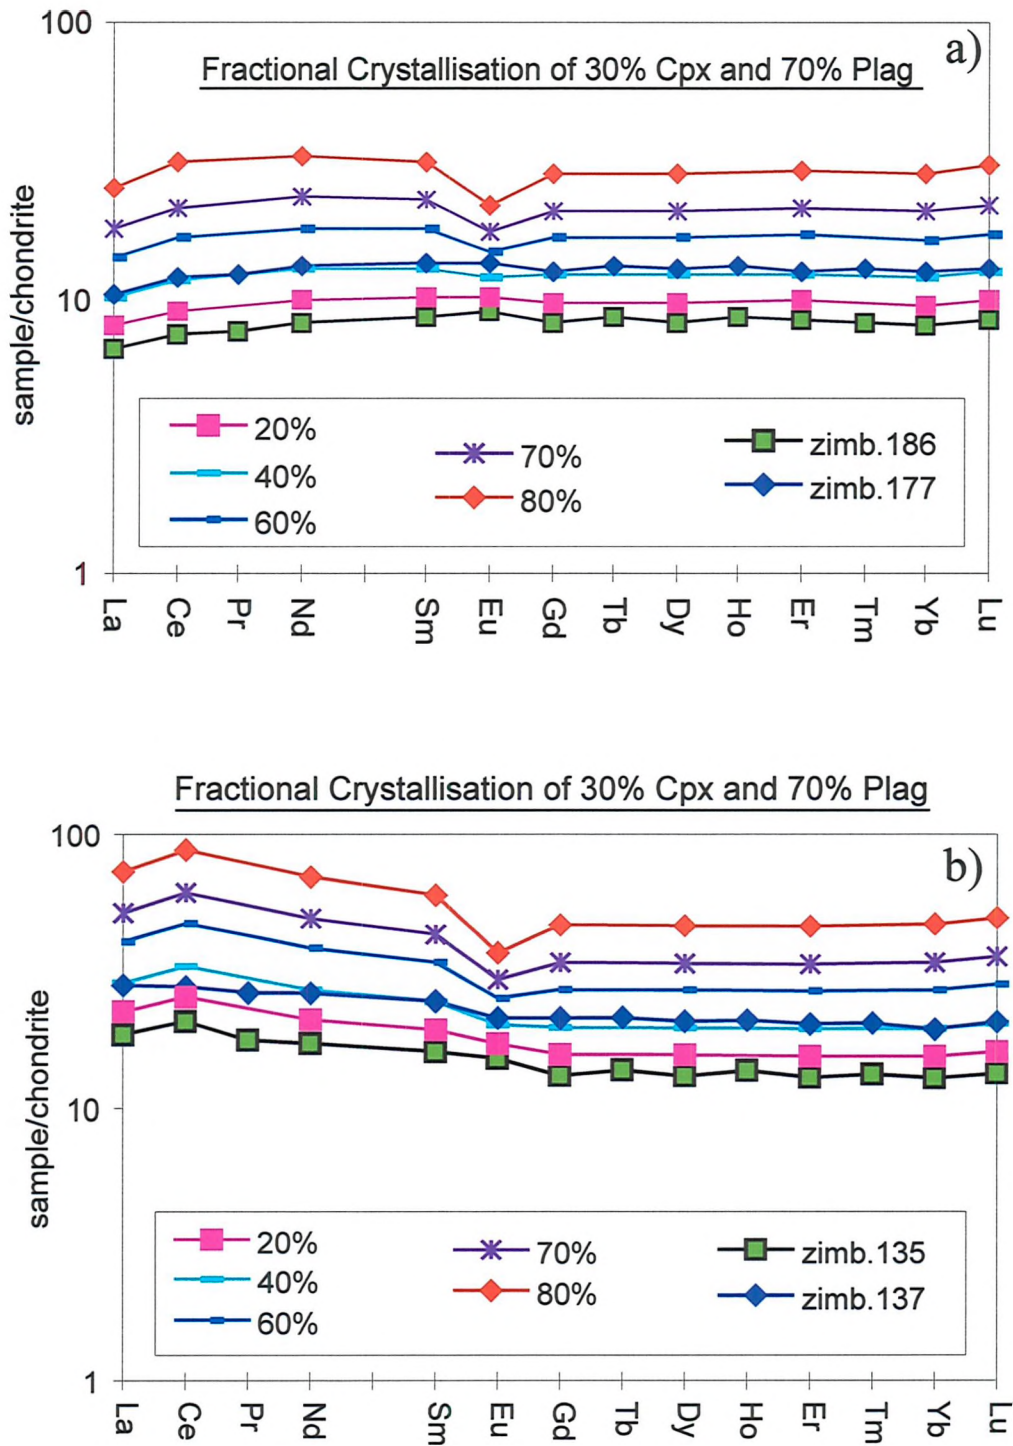 100
a)
Fractional Crystallisation of 30% Cpx and 70% Plag
sample/chondrite
10
20%
40%
60%
70%
80%
zimb.186
zimb.177
1
La Ce Pr Nd Sm Eu Gd Tb Dy Ho Er Tm Yb Lu
Fractional Crystallisation of 30% Cpx and 70% Plag
100
b)
sample/chondrite
10
20%
40%
60%
70%
80%
zimb.135
zimb.137
1
La Ce Pr Nd Sm Eu Gd Tb Dy Ho Er Tm Yb Lu